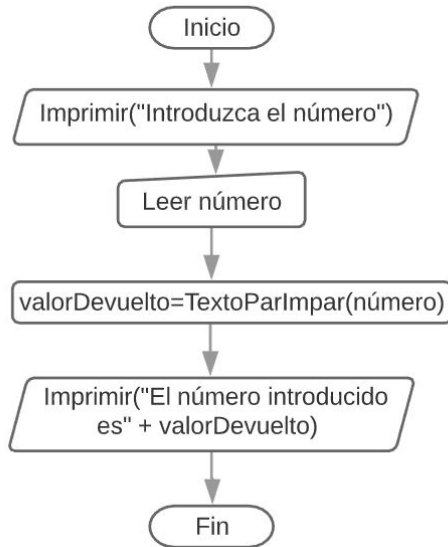 Inicio
Imprimir("Introduzca el número")
Leer número
valorDevuelto=TextoParImpar(número)
Imprimir("El número introducido
es" + valorDevuelto)
Fin